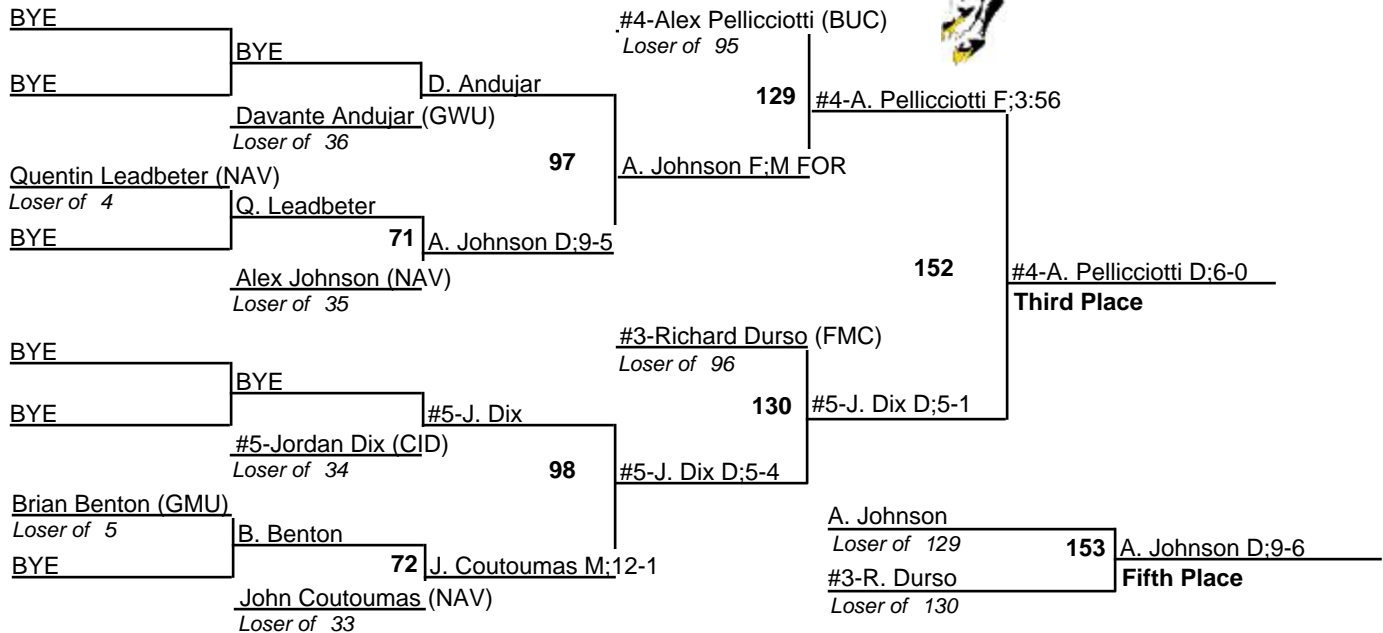 BYE
BYE
BYE
Davante Andujar (GWU)
Loser of 36
D. Andujar
Quentin Leadbeter (NAV)
Loser of 4
BYE
Q. Leadbeter
Alex Johnson (NAV)
Loser of 35
71
A. Johnson D;9-5
97
A. Johnson F;M FOR
#4-Alex Pellicciotti (BUC)
Loser of 95
129
#4-A. Pellicciotti F;3:56
BYE
BYE
BYE
#5-Jordan Dix (CID)
Loser of 34
#5-J. Dix
Brian Benton (GMU)
Loser of 5
BYE
B. Benton
John Coutoumas (NAV)
Loser of 33
72
J. Coutoumas M;12-1
98
#5-J. Dix D;5-4
#3-Richard Durso (FMC)
Loser of 96
130
#5-J. Dix D;5-1
152
#4-A. Pellicciotti D;6-0
Third Place
A. Johnson
Loser of 129
#3-R. Durso
Loser of 130
153
A. Johnson D;9-6
Fifth Place